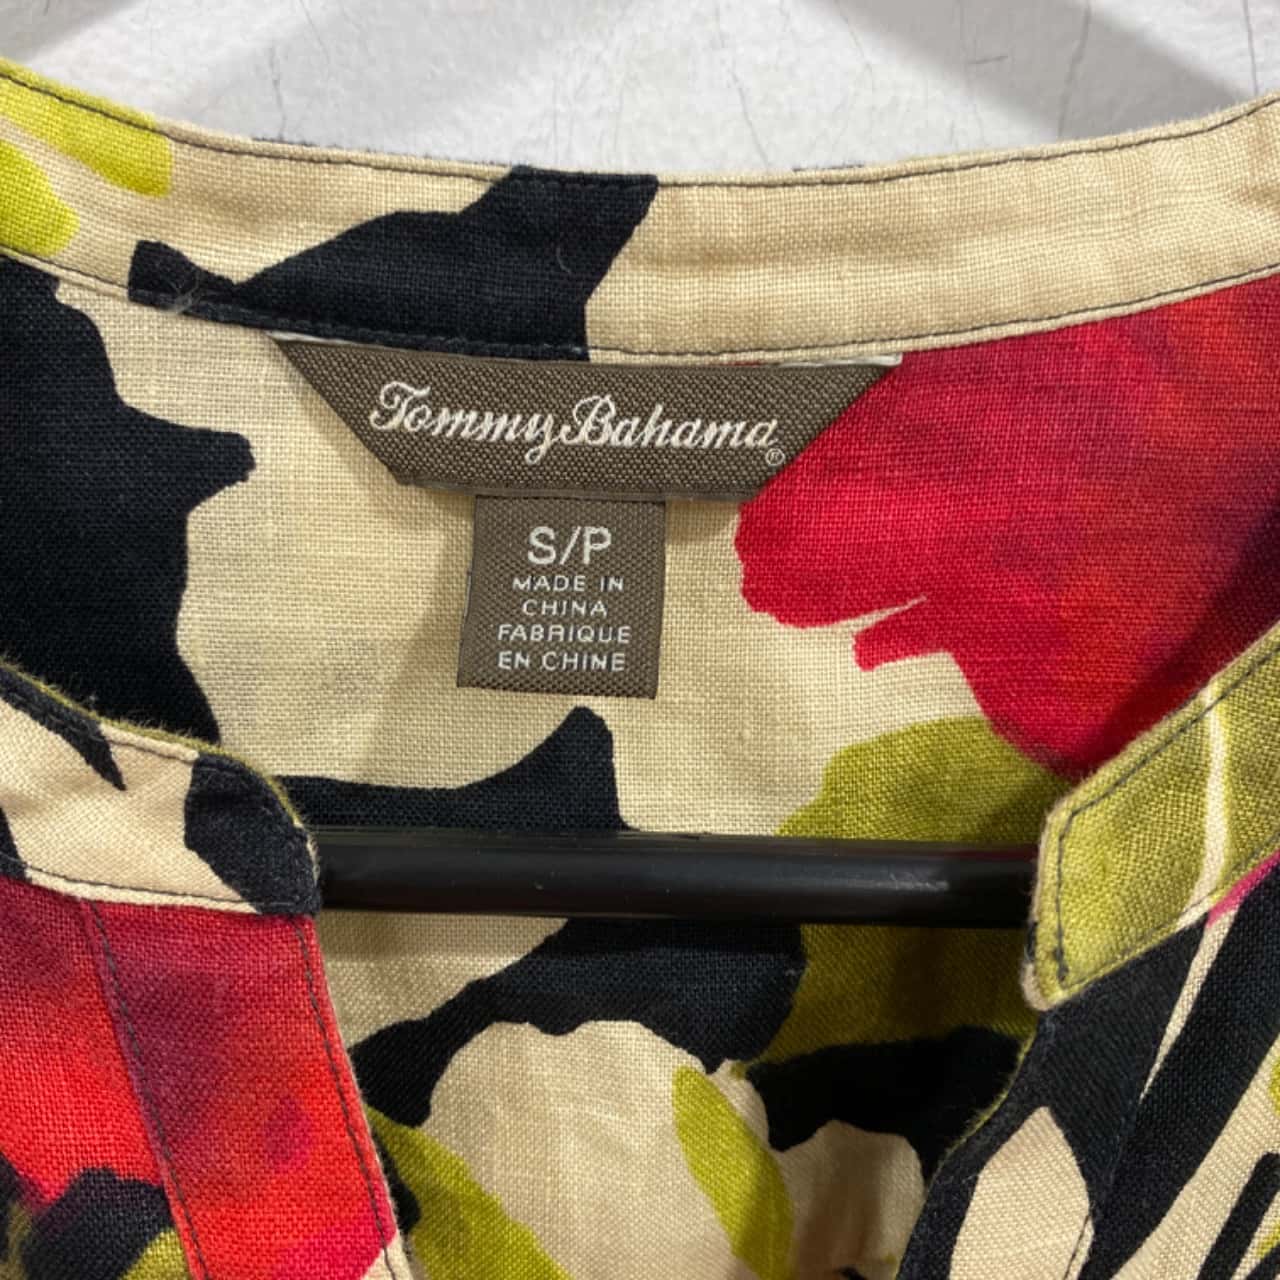 Tommy Bahama®
S/P
MADE IN
CHINA
FABRIQUE
EN CHINE